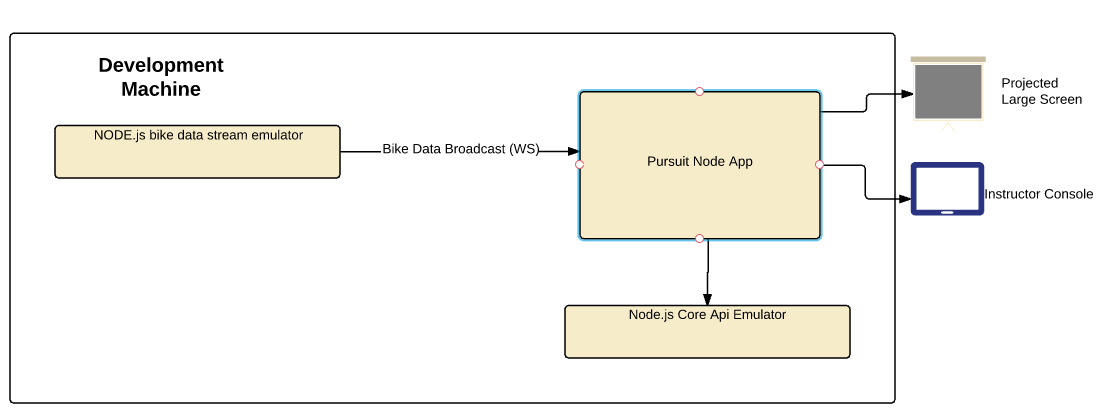 Development
Machine
NODE.js bike data stream emulator
Bike Data Broadcast (WS)
Pursuit Node App
Projected
Large Screen
Instructor Console
Node.js Core Api Emulator